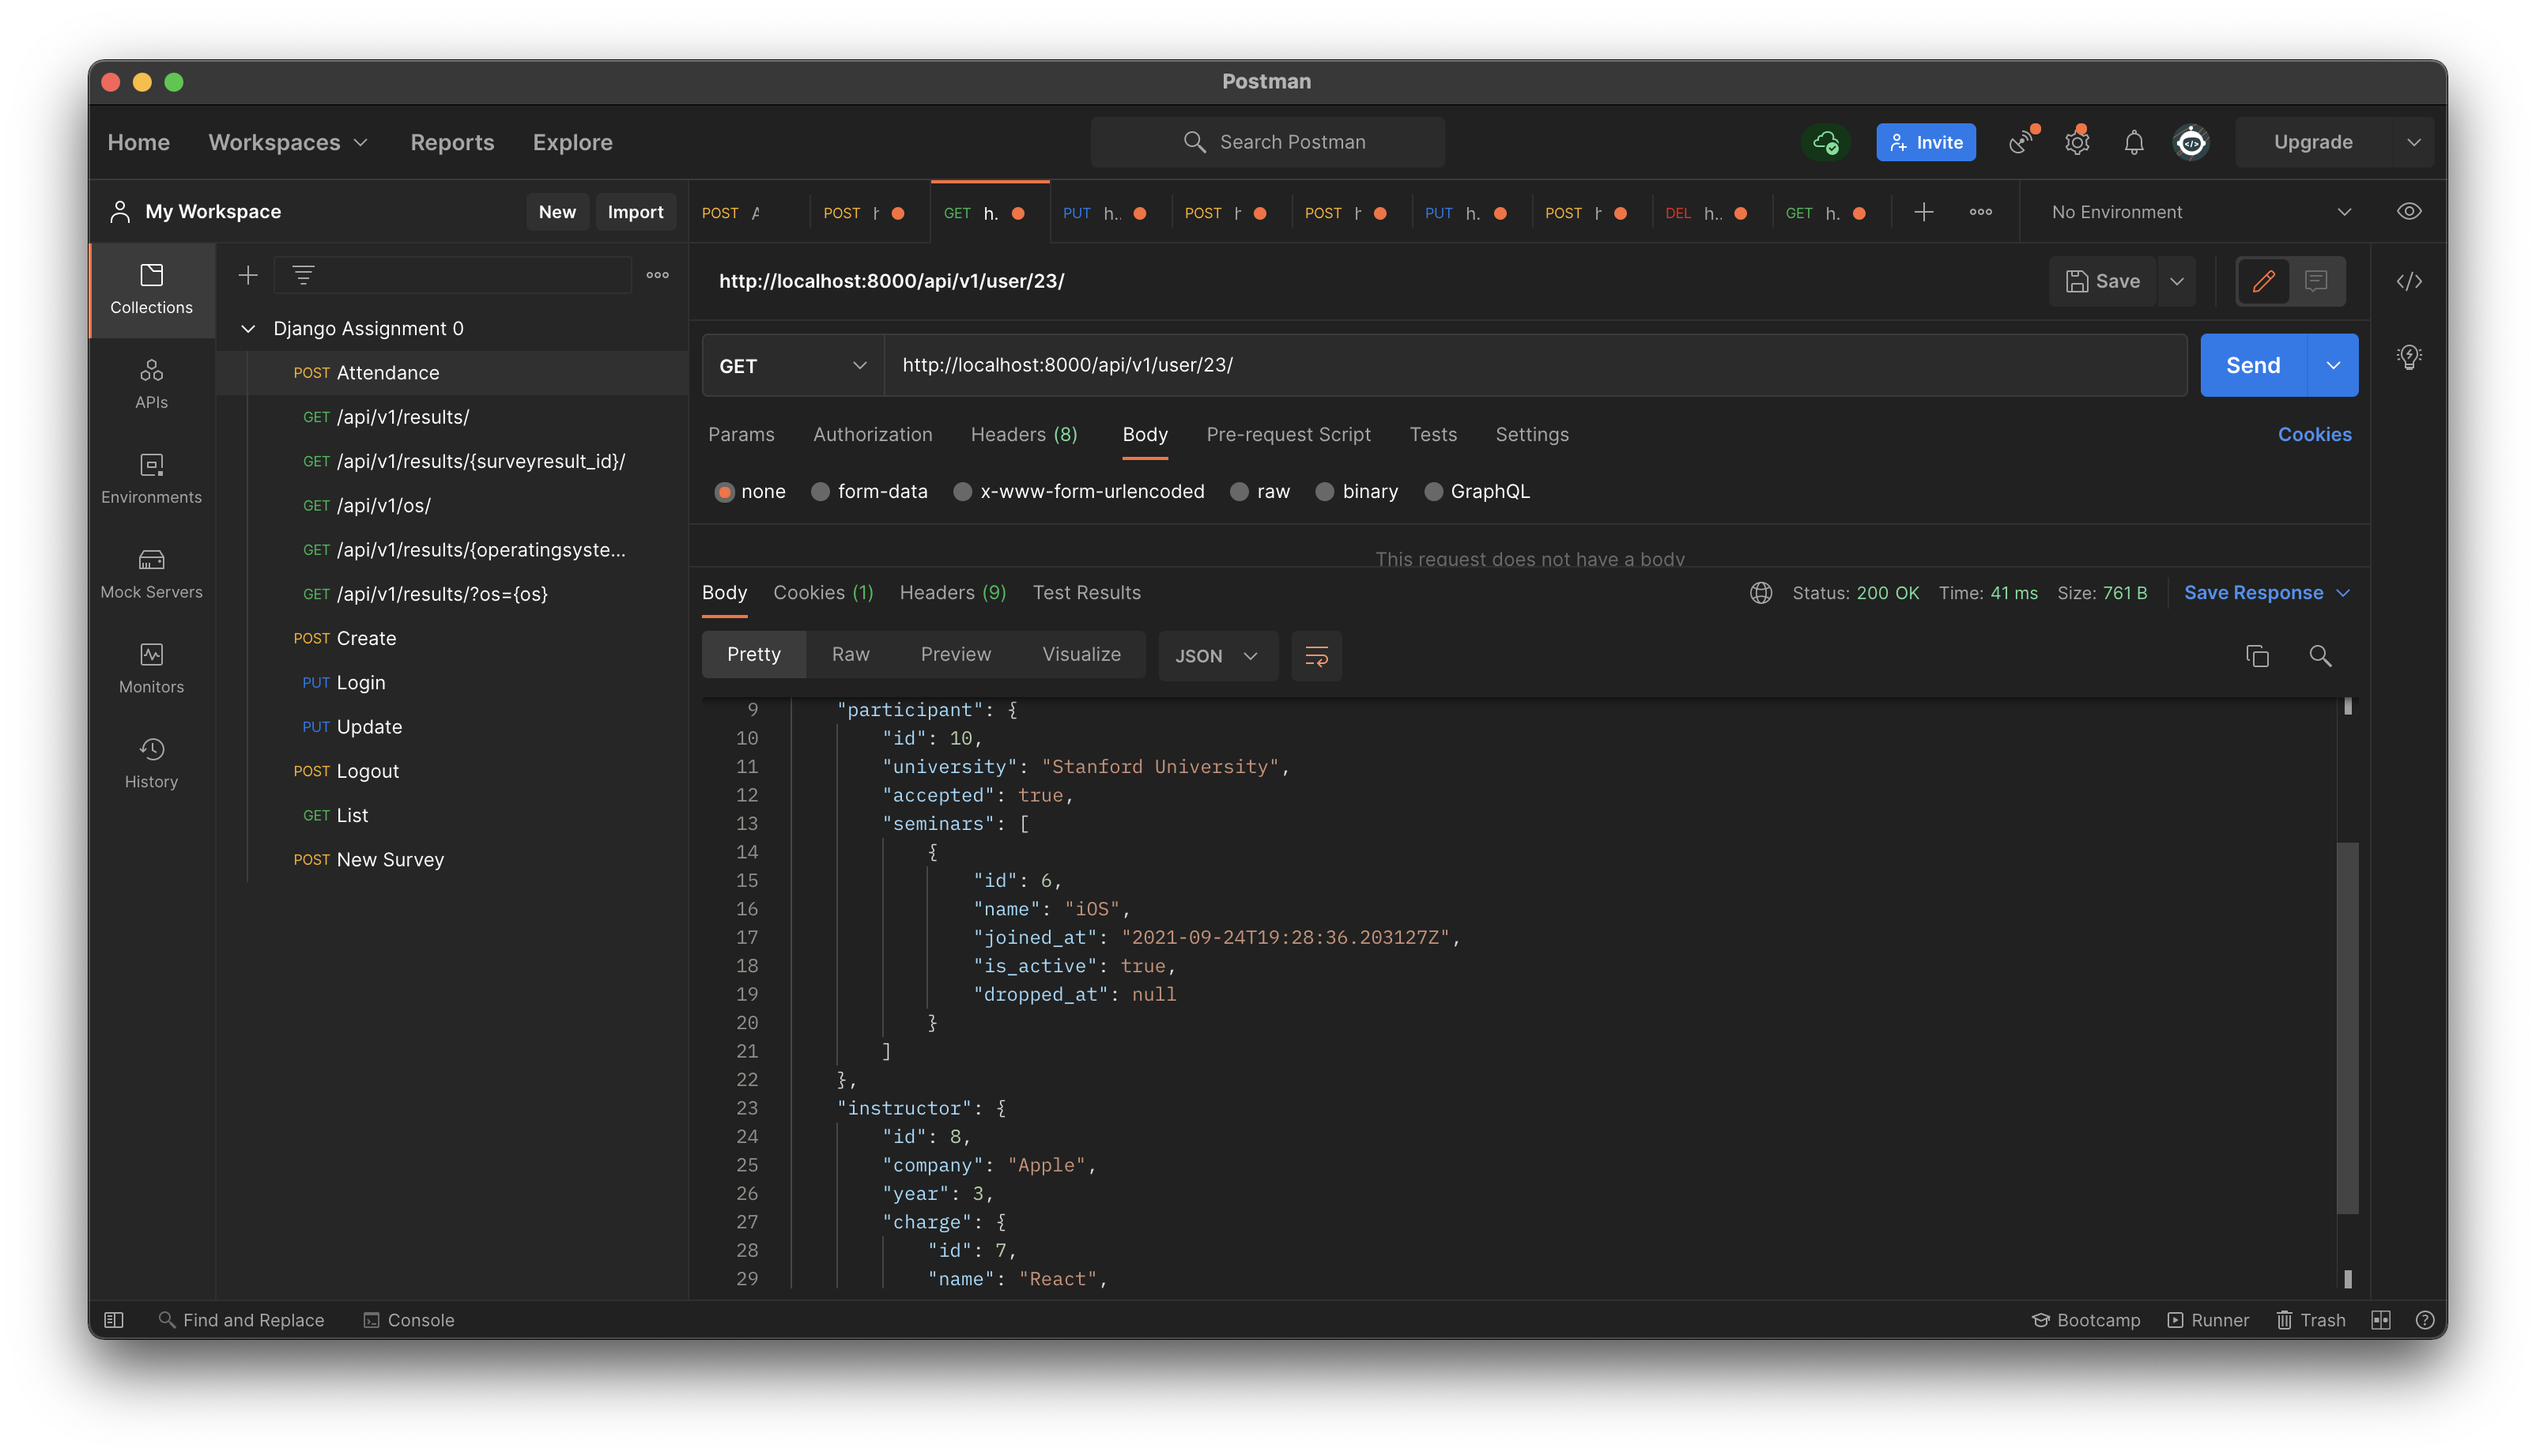 Postman
Home Workspaces Reports Explore Search Postman Invite Upgrade
My Workspace New Import
POST POST GET h. PUT h.. POST POST PUT h. POST DEL h.. GET h. No Environment
Collections
APIs
Environments
Mock Servers
Monitors
History
Django Assignment 0
POST Attendance
GET /api/v1/results/
GET /api/v1/results/{surveyresult_id}/
GET /api/v1/os/
GET /api/v1/results/{operatingsyste...
GET /api/v1/results/?os={os}
POST Create
PUT Login
PUT Update
POST Logout
GET List
POST New Survey
http://localhost:8000/api/v1/user/23/ Save
GET http://localhost:8000/api/v1/user/23/ Send
Params Authorization Headers (8) Body Pre-request Script Tests Settings Cookies
none form-data x-www-form-urlencoded raw binary GraphQL
This request does not have a body
Body Cookies (1) Headers (9) Test Results Status: 200 OK Time: 41 ms Size: 761 B Save Response
Pretty Raw Preview Visualize JSON
9 "participant": {
10 "id": 10,
11 "university": "Stanford University",
12 "accepted": true,
13 "seminars": [
14 {
15 "id": 6,
16 "name": "iOS",
17 "joined_at": "2021-09-24T19:28:36.203127Z",
18 "is_active": true,
19 "dropped_at": null
20 }
21 ]
22 },
23 "instructor": {
24 "id": 8,
25 "company": "Apple",
26 "year": 3,
27 "charge": {
28 "id": 7,
29 "name": "React",
Find and Replace Console Bootcamp Runner Trash